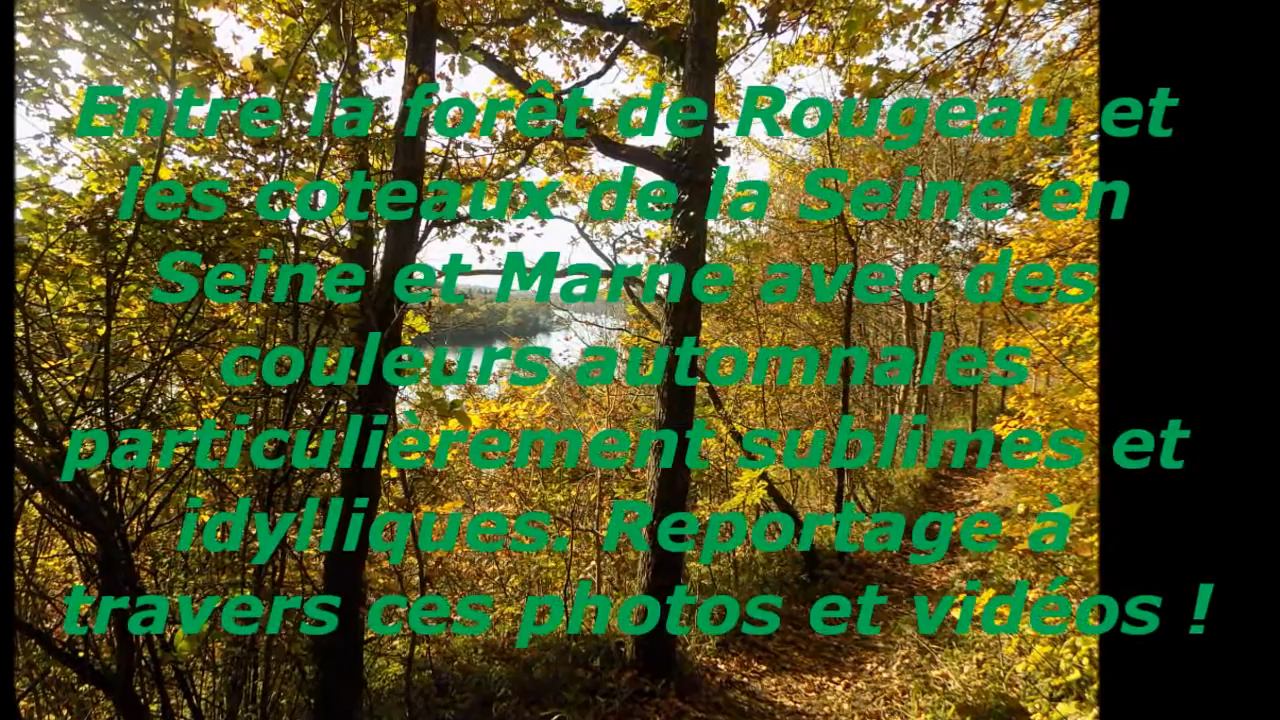 Entre la forêt de Rougeau et
les coteaux de la Seine en
Seine et Marne avec des
couleurs automnales
particulièrement sublimes et
idylliques. Reportage à
travers ces photos et vidéos !